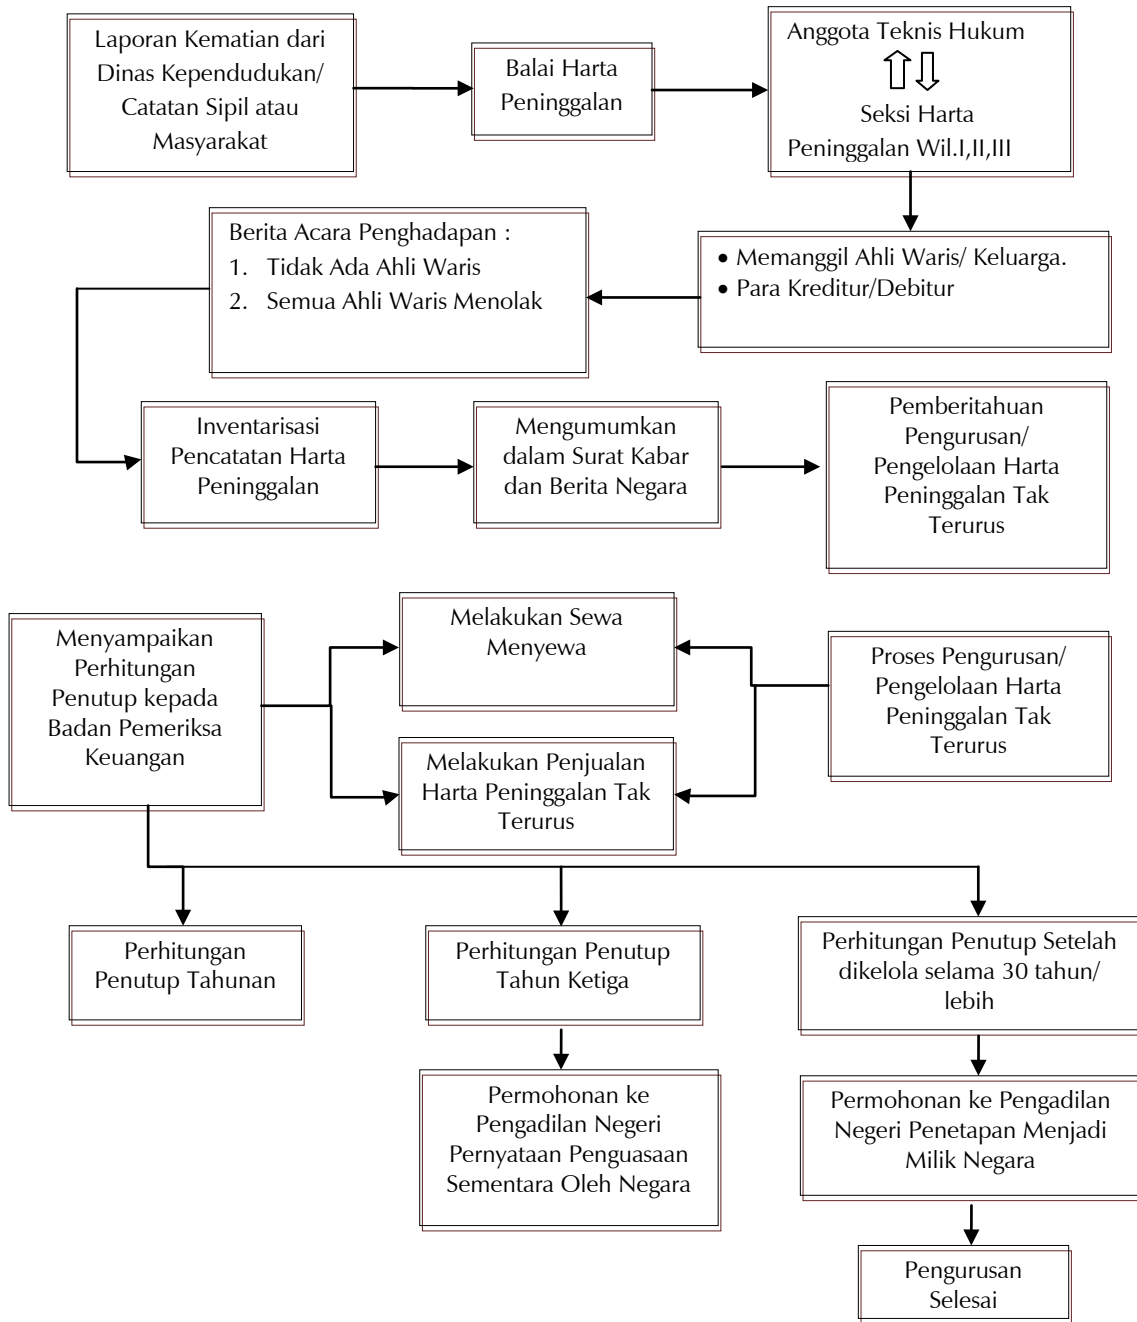 Laporan Kematian dari
Dinas Kependudukan/
Catatan Sipil atau
Masyarakat
Balai Harta
Peninggalan
Anggota Teknis Hukum
Seksi Harta
Peninggalan Wil.I,II,III
Berita Acara Penghadapan :
1. Tidak Ada Ahli Waris
2. Semua Ahli Waris Menolak
• Memanggil Ahli Waris/ Keluarga.
• Para Kreditur/Debitur
Inventarisasi
Pencatatan Harta
Peninggalan
Mengumumkan
dalam Surat Kabar
dan Berita Negara
Pemberitahuan
Pengurusan/
Pengelolaan Harta
Peninggalan Tak
Terurus
Menyampaikan
Perhitungan
Penutup kepada
Badan Pemeriksa
Keuangan
Melakukan Sewa
Menyewa
Proses Pengurusan/
Pengelolaan Harta
Peninggalan Tak
Terurus
Melakukan Penjualan
Harta Peninggalan Tak
Terurus
Perhitungan
Penutup Tahunan
Perhitungan Penutup
Tahun Ketiga
Perhitungan Penutup Setelah
dikelola selama 30 tahun/
lebih
Permohonan ke
Pengadilan Negeri
Pernyataan Penguasaan
Sementara Oleh Negara
Permohonan ke Pengadilan
Negeri Penetapan Menjadi
Milik Negara
Pengurusan
Selesai